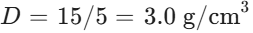 D = 15/5 = 3.0 g/cm³